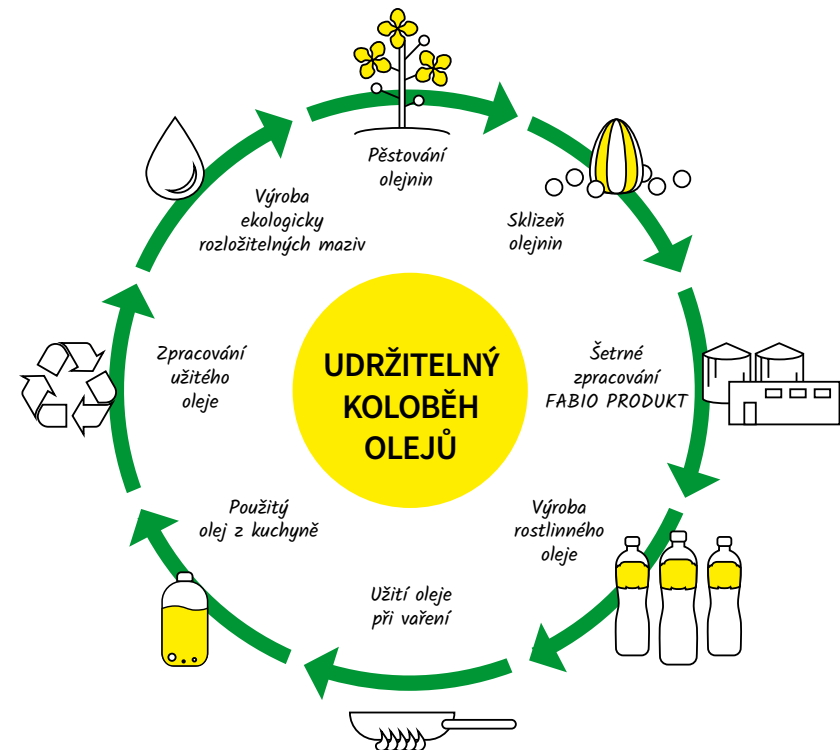 Pěstování
olejnin
Sklizeň
olejnin
Šetrné
zpracování
FABIO PRODUKT
Výroba
rostlinného
oleje
Užití oleje
při vaření
Použitý
olej z kuchyně
Zpracování
užitého
oleje
Výroba
ekologicky
rozložitelných maziv
UDRŽITELNÝ
KOLOBĚH
OLEJŮ